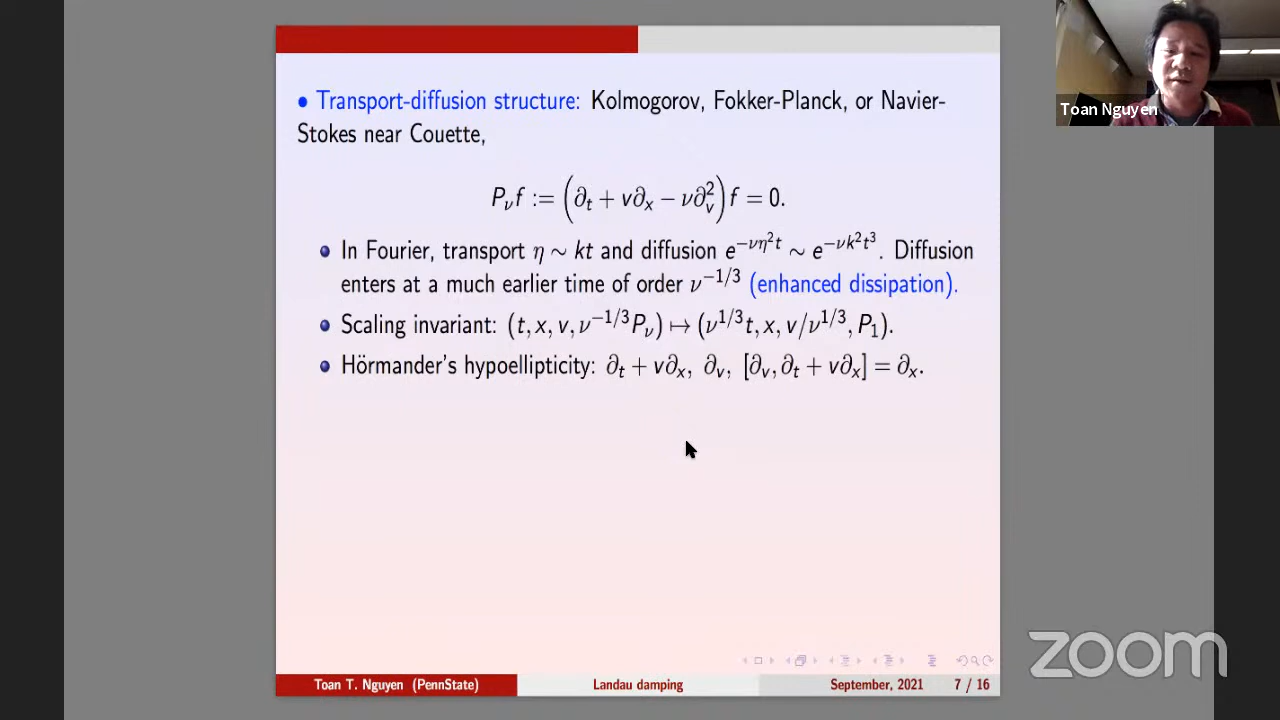 Toan Nguyen
• Transport-diffusion structure: Kolmogorov, Fokker-Planck, or Navier-
Stokes near Couette,
P_ν f := (∂_t + v∂_x − ν∂_v^2) f = 0.
In Fourier, transport η ∼ kt and diffusion e^{−νη^2 t} ∼ e^{−νk^2 t^3}. Diffusion
enters at a much earlier time of order ν^{−1/3} (enhanced dissipation).
Scaling invariant: (t, x, v, ν^{−1/3}P_ν) ↦ (ν^{1/3}t, x, v/ν^{1/3}, P_1).
Hörmander's hypoellipticity: ∂_t + v∂_x, ∂_v, [∂_v, ∂_t + v∂_x] = ∂_x.
zoom
Toan T. Nguyen (PennState) Landau damping September, 2021 7 / 16